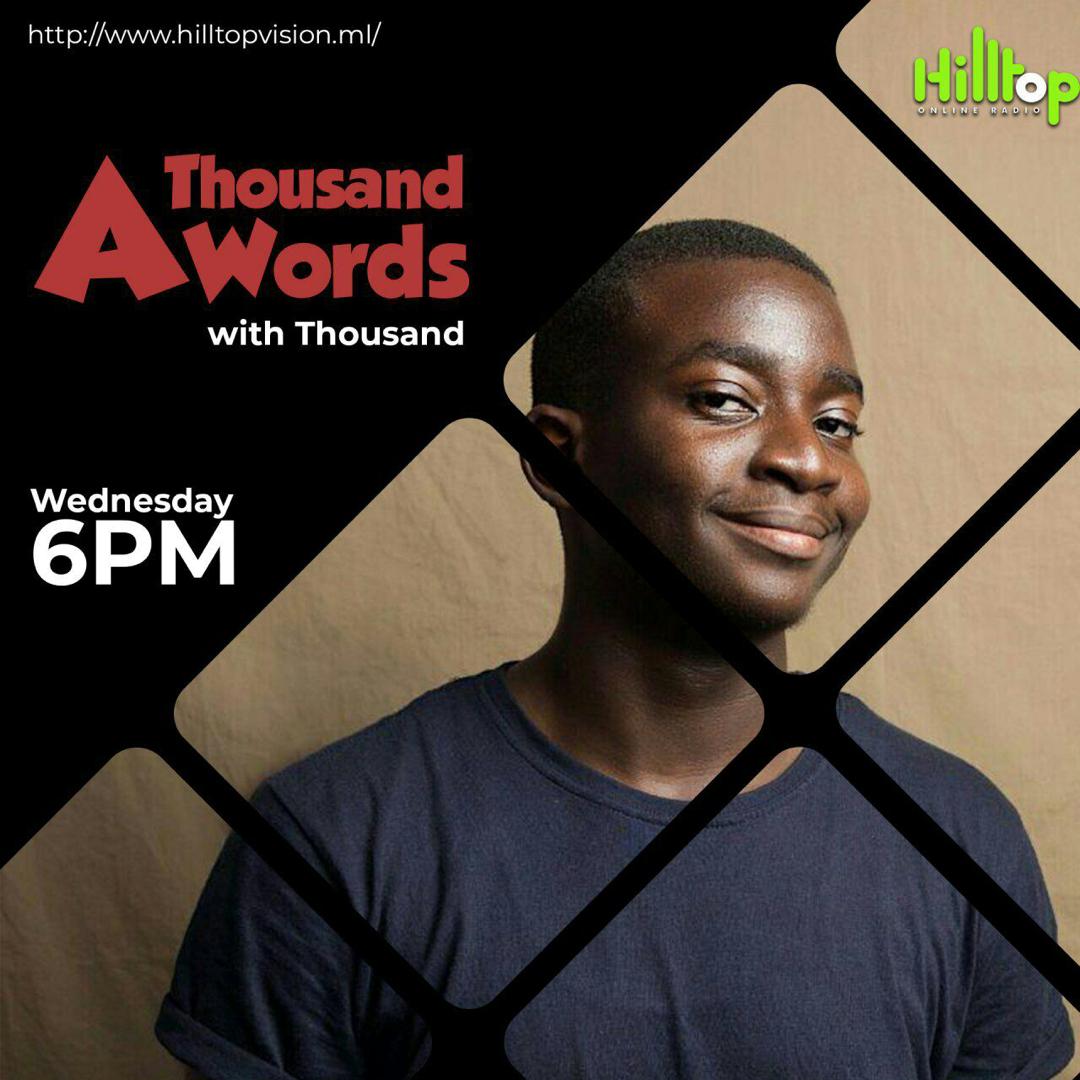 http://www.hilltopvision.ml/
Hilltop
ONLINE RADIO
A Thousand
Words
with Thousand
Wednesday
6PM